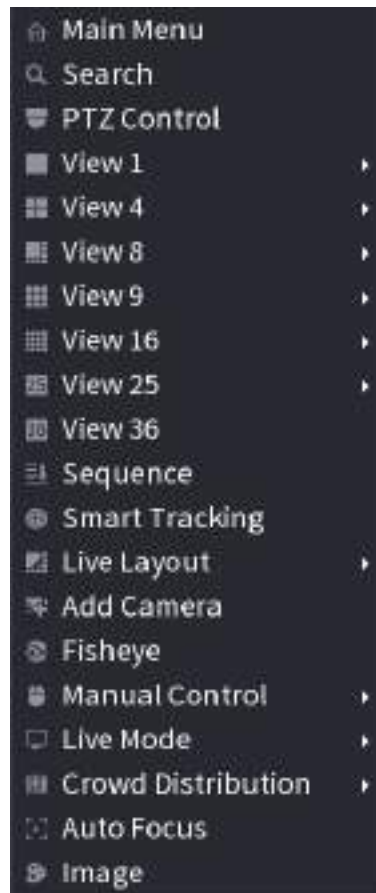 Main Menu
Search
PTZ Control
View 1
View 4
View 8
View 9
View 16
View 25
View 36
Sequence
Smart Tracking
Live Layout
Add Camera
Fisheye
Manual Control
Live Mode
Crowd Distribution
Auto Focus
Image